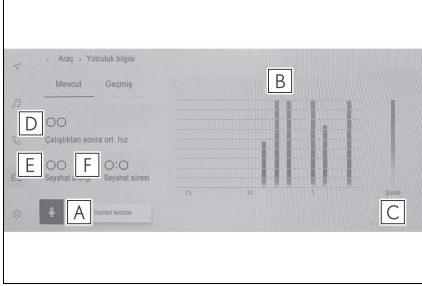 < Araç • Yolculuk bilgisi
Mevcut Geçmiş
B
D
Çalıştıktan sonra ort. hız
E F
Seyahat süresi
15 10 5 Şimdi
A Verileri temizle C